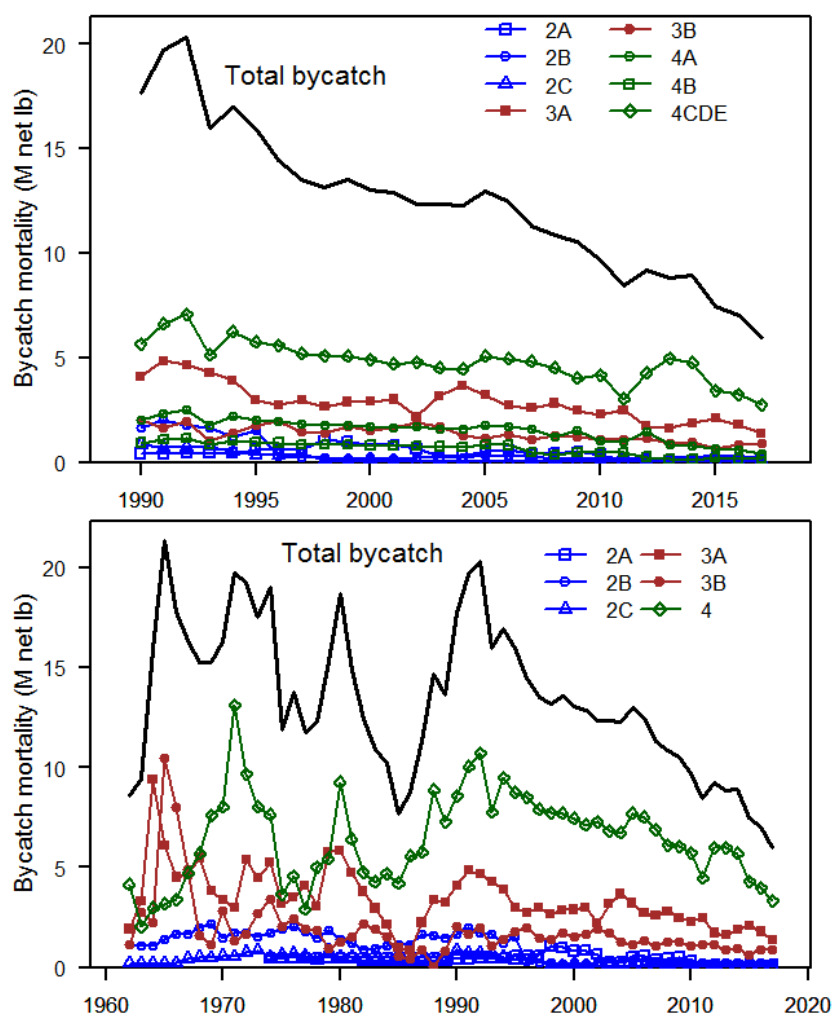 Bycatch mortality (M net lb)
20
15
10
5
0
Total bycatch
2A 3B
2B 4A
2C 4B
3A 4CDE
1990 1995 2000 2005 2010 2015
Bycatch mortality (M net lb)
20
15
10
5
0
Total bycatch
2A 3A
2B 3B
2C 4
1960 1970 1980 1990 2000 2010 2020